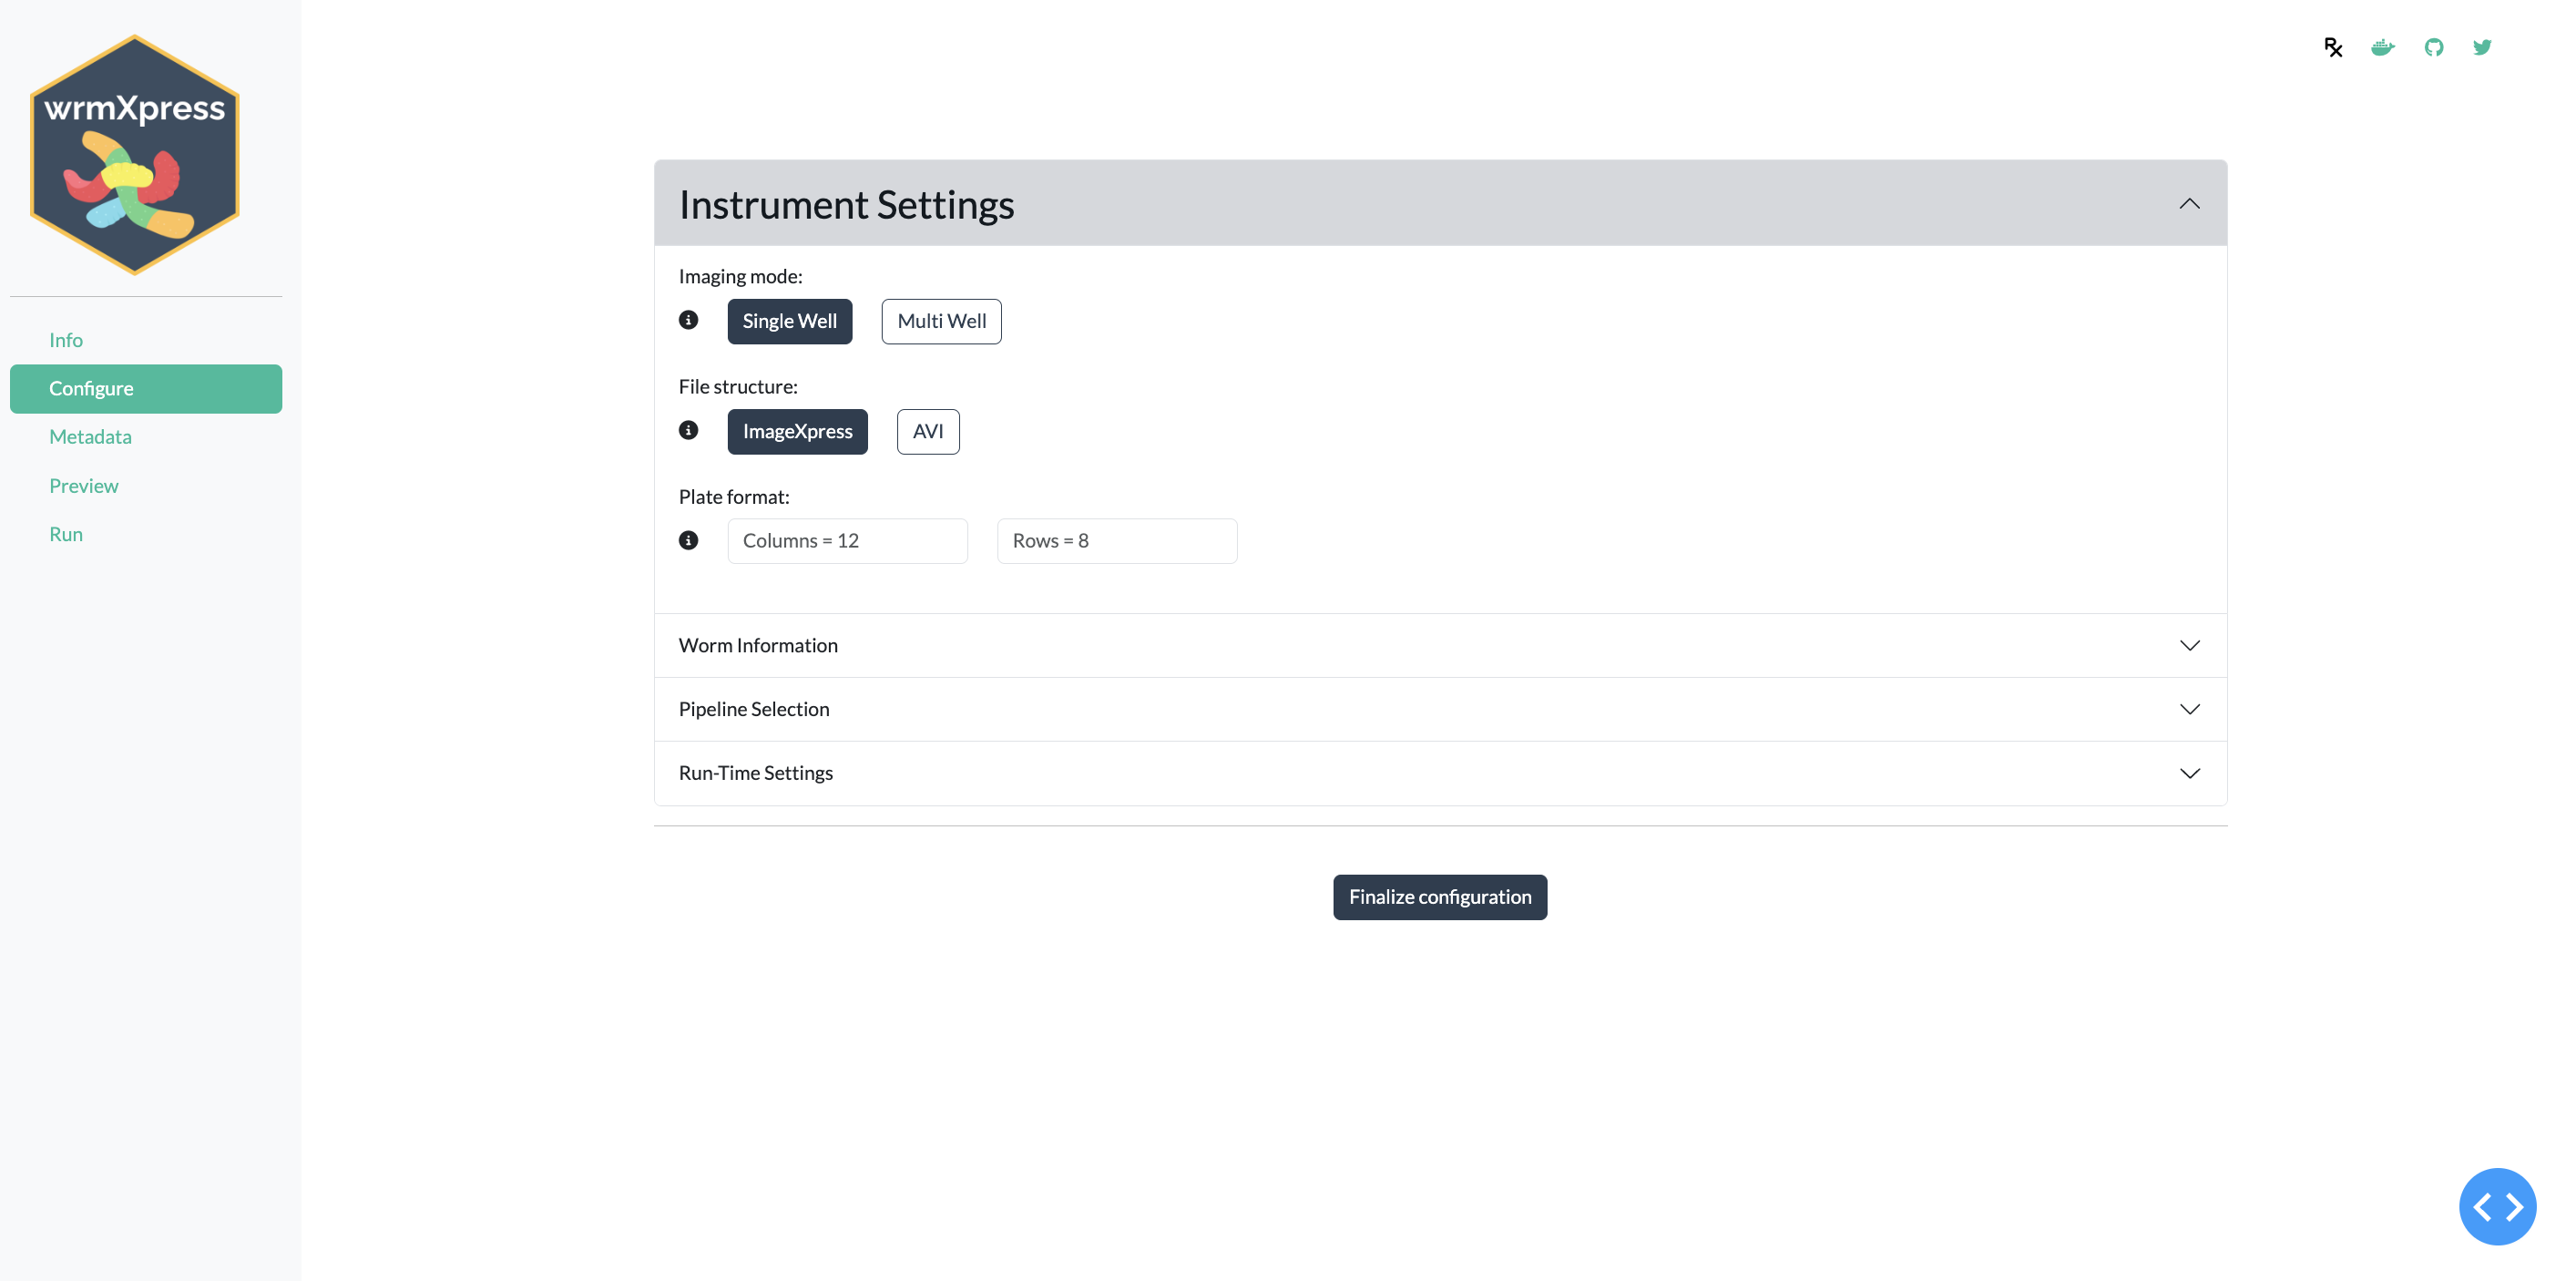 wrmXpress
Info
Configure
Metadata
Preview
Run
Instrument Settings
Imaging mode:
Single Well Multi Well
File structure:
ImageXpress AVI
Plate format:
Columns = 12 Rows = 8
Worm Information
Pipeline Selection
Run-Time Settings
Finalize configuration